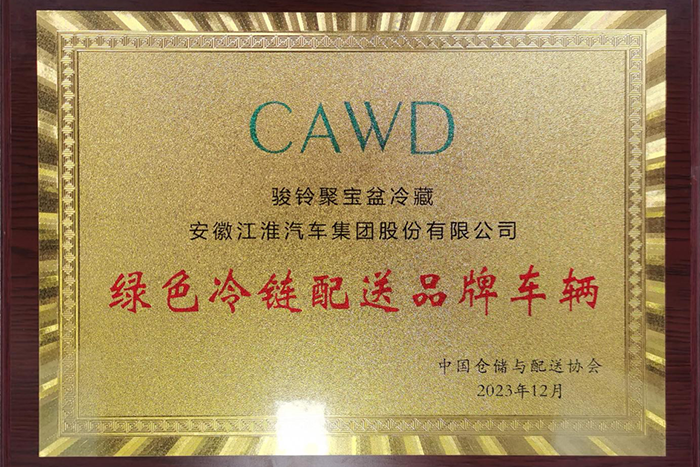 CAWD
骏铃聚宝盆冷藏
安徽江淮汽车集团股份有限公司
绿色冷链配送品牌车辆
中国仓储与配送协会
2023年12月